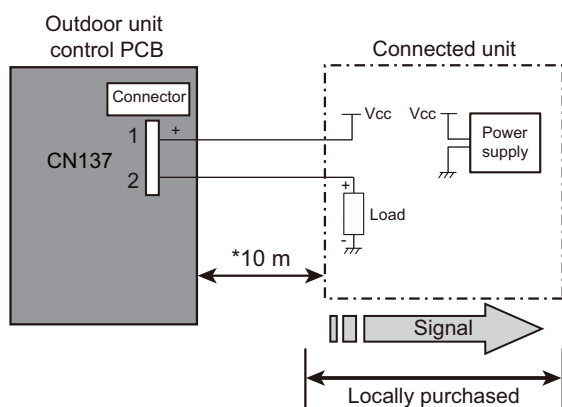 Outdoor unit
control PCB
Connected unit
Connector
1
+
CN137
2
Vcc
Vcc
Power
supply
+
Load
-
*10 m
Signal
Locally purchased